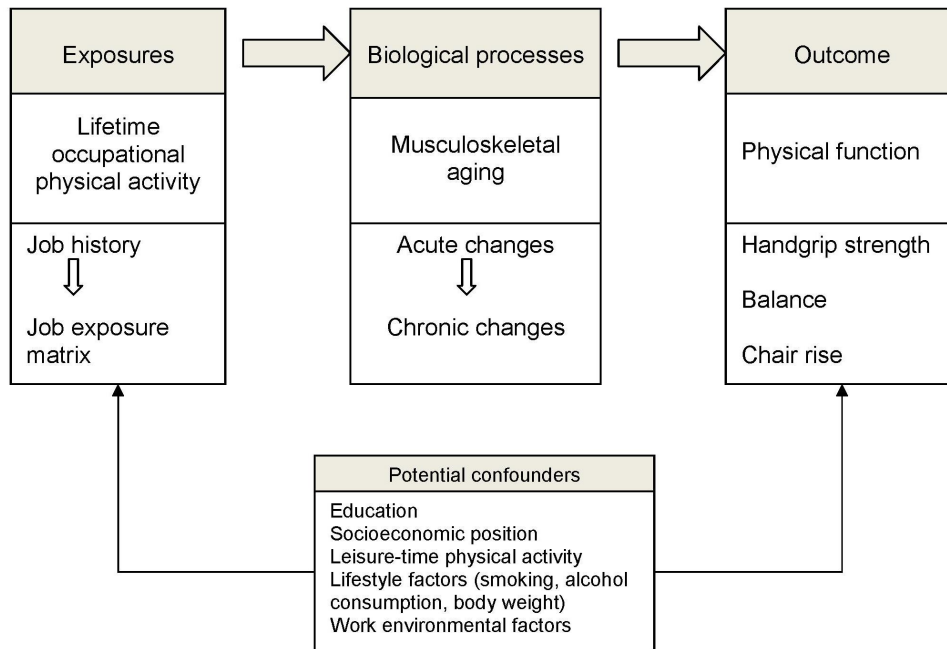 Exposures
Lifetime
occupational
physical activity
Job history
Job exposure
matrix
Biological processes
Musculoskeletal
aging
Acute changes
Chronic changes
Outcome
Physical function
Handgrip strength
Balance
Chair rise
Potential confounders
Education
Socioeconomic position
Leisure-time physical activity
Lifestyle factors (smoking, alcohol
consumption, body weight)
Work environmental factors